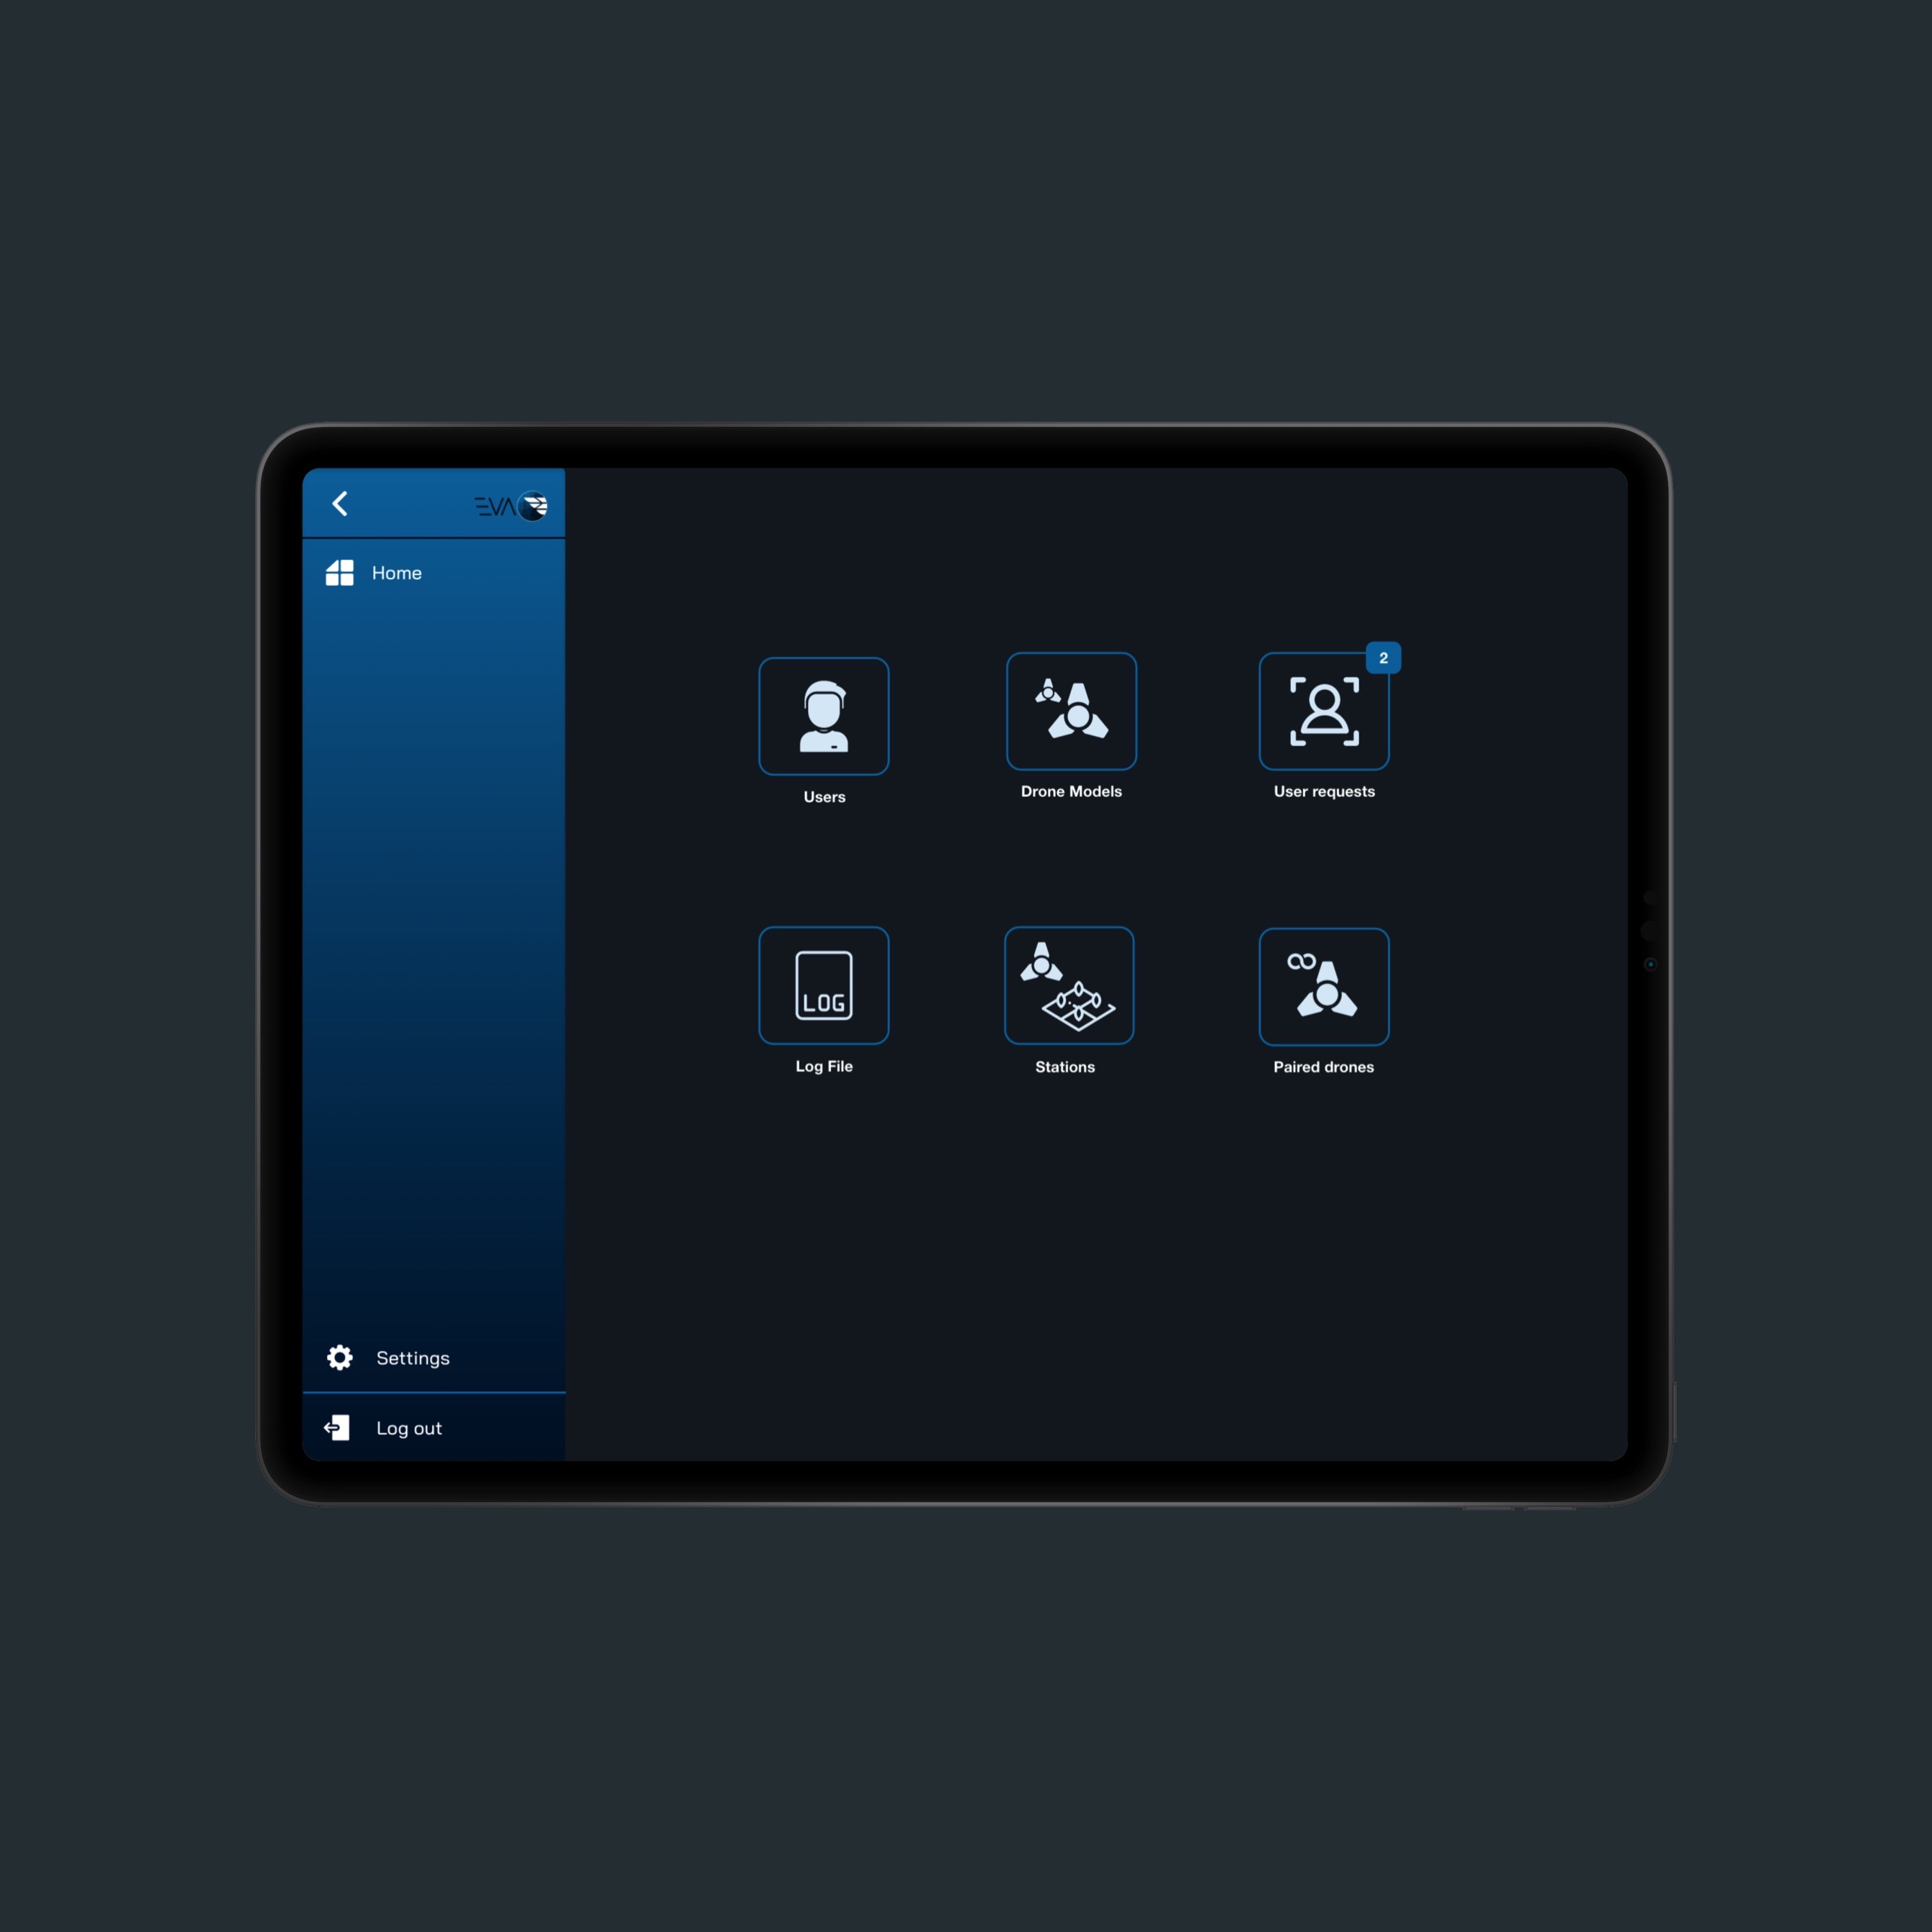 EVA
Home
2
Users
Drone Models
User requests
LOG
Log File
Stations
Paired drones
Settings
Log out